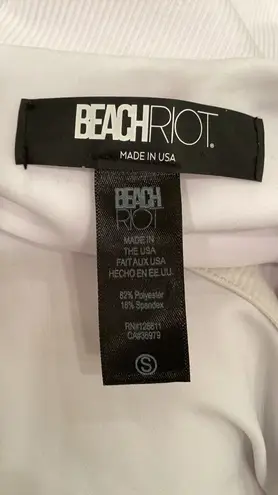 BEACHRIOT.
MADE IN USA
BEACH
RIOT
MADE IN
THE USA
FAIT AUX USA
HECHO EN EE.UU.
82% Polyester
18% Spandex
RN#128611
CA#36979
S